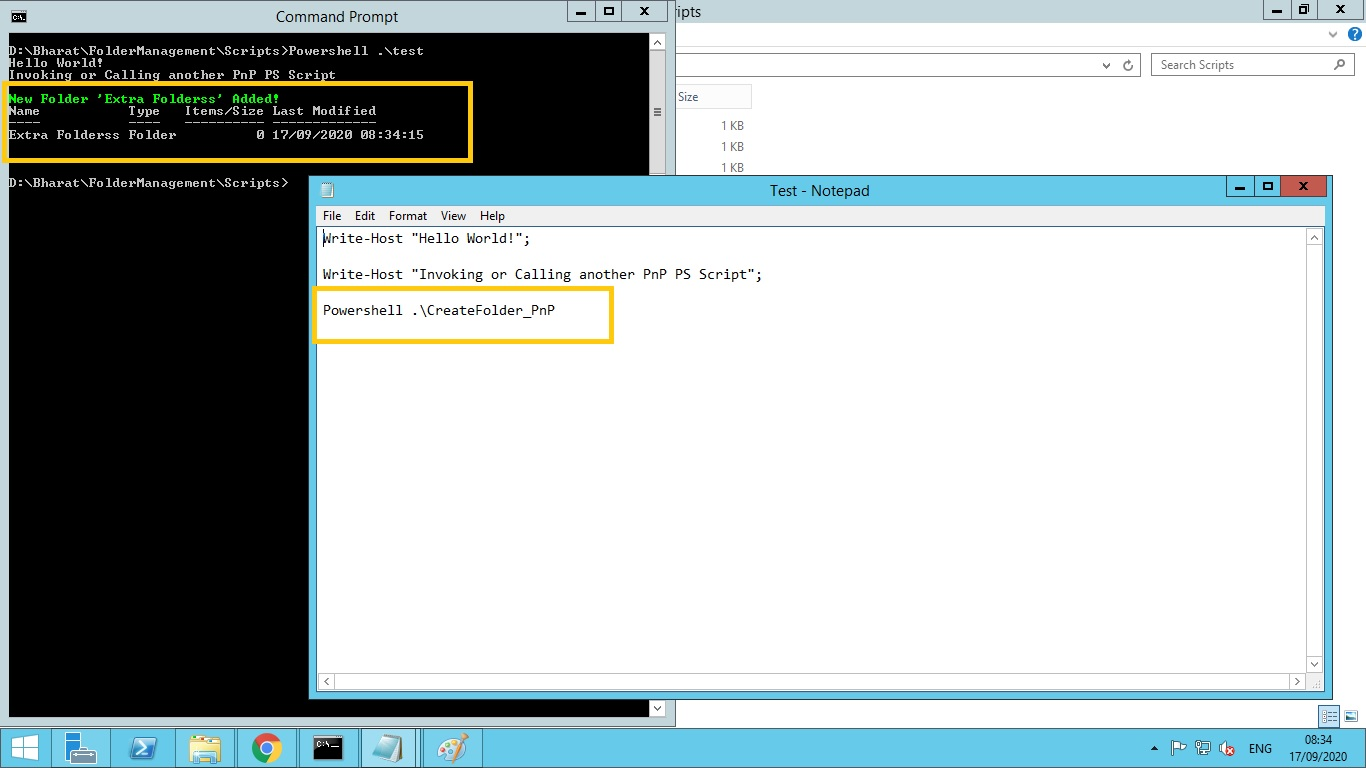 Command Prompt
D:\Bharat\FolderManagement\Scripts>Powershell .\test
Hello World!
Invoking or Calling another PnP PS Script
New Folder 'Extra Folderss' Added!
Name Type Items/Size Last Modified
---- ---- ---------- -------------
Extra Folderss Folder 0 17/09/2020 08:34:15
D:\Bharat\FolderManagement\Scripts>
ripts
Search Scripts
Size
1 KB
1 KB
1 KB
Test - Notepad
File Edit Format View Help
Write-Host "Hello World!";
Write-Host "Invoking or Calling another PnP PS Script";
Powershell .\CreateFolder_PnP
ENG
08:34
17/09/2020